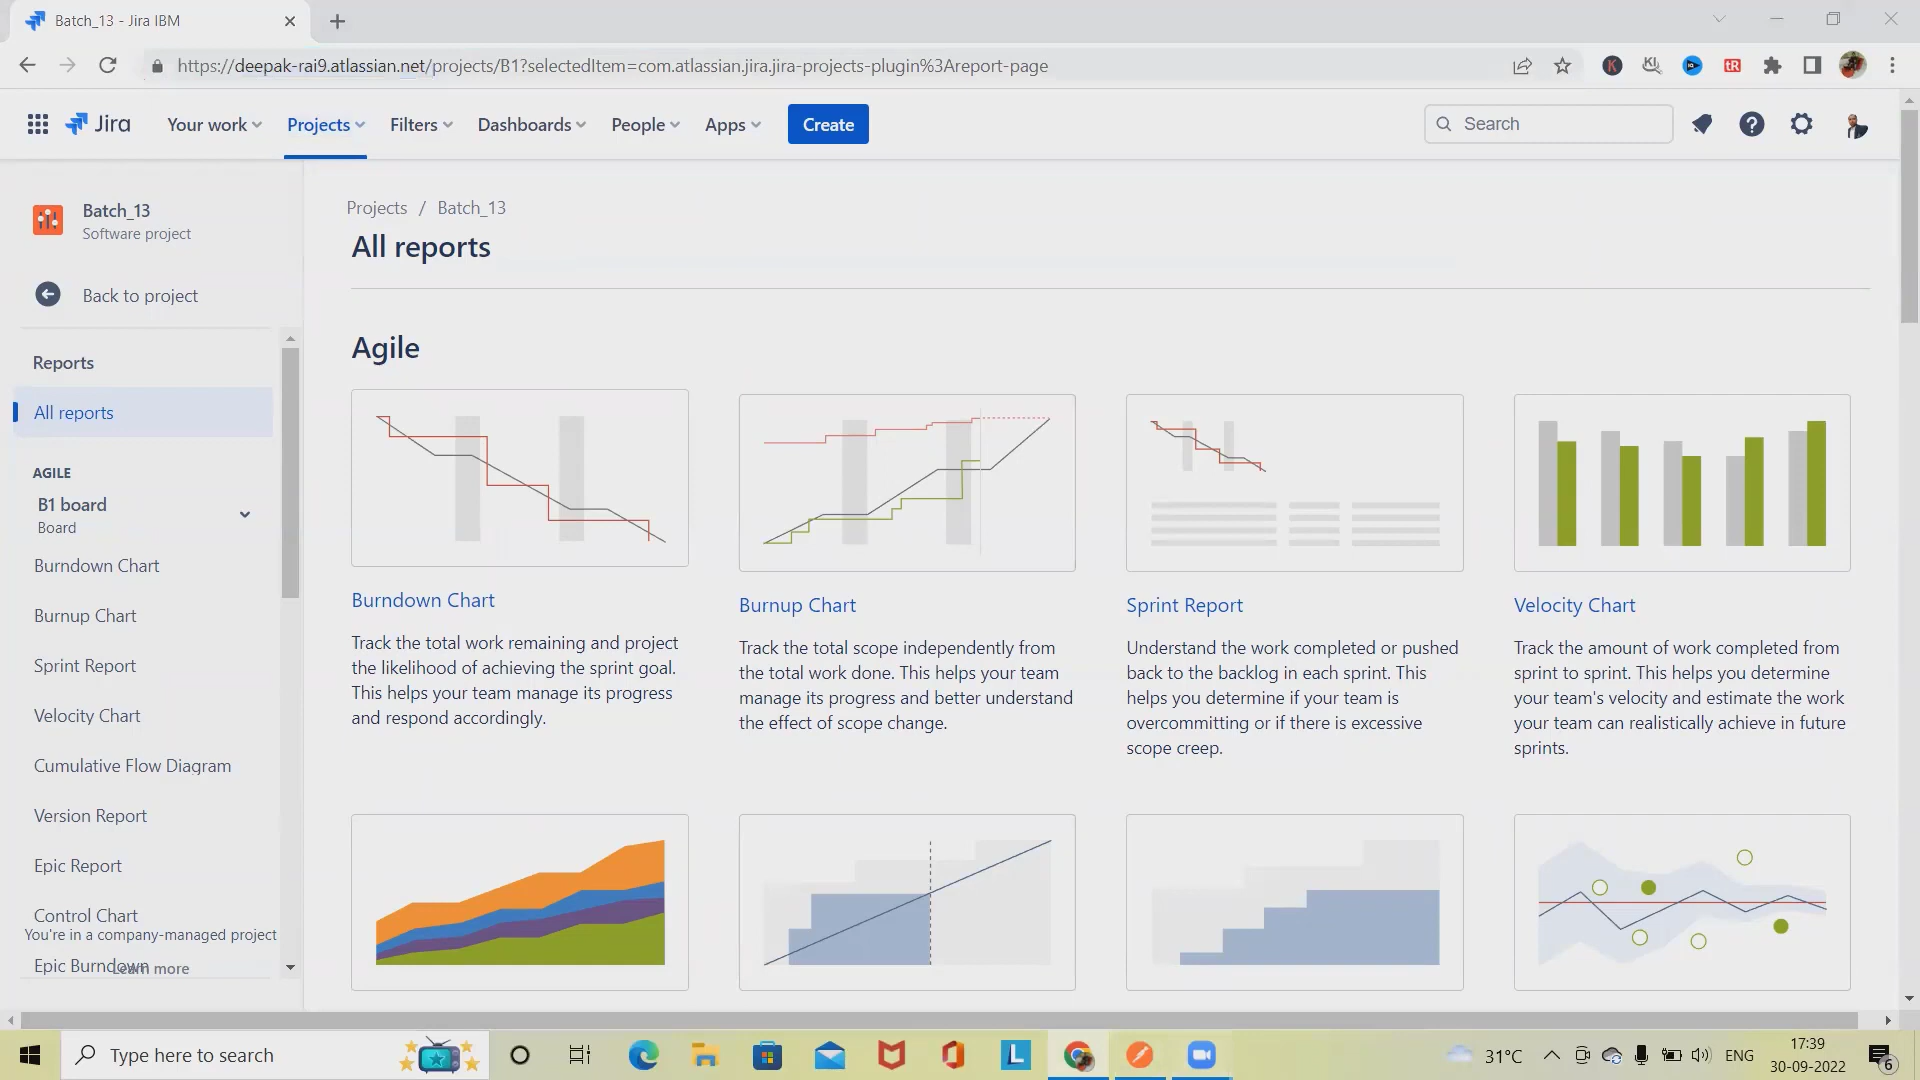 Batch_13 - Jira IBM
https://deepak-rai9.atlassian.net/projects/B1?selectedItem=com.atlassian.jira.jira-projects-plugin%3Areport-page
Jira
Your work
Projects
Filters
Dashboards
People
Apps
Create
Search
Batch_13
Software project
Back to project
Reports
All reports
AGILE
B1 board
Board
Burndown Chart
Burnup Chart
Sprint Report
Velocity Chart
Cumulative Flow Diagram
Version Report
Epic Report
Control Chart
You're in a company-managed project
Epic Burndown
Learn more
Projects / Batch_13
All reports
Agile
Burndown Chart
Track the total work remaining and project
the likelihood of achieving the sprint goal.
This helps your team manage its progress
and respond accordingly.
Burnup Chart
Track the total scope independently from
the total work done. This helps your team
manage its progress and better understand
the effect of scope change.
Sprint Report
Understand the work completed or pushed
back to the backlog in each sprint. This
helps you determine if your team is
overcommitting or if there is excessive
scope creep.
Velocity Chart
Track the amount of work completed from
sprint to sprint. This helps you determine
your team's velocity and estimate the work
your team can realistically achieve in future
sprints.
Type here to search
L
31°C
ENG
17:39
30-09-2022
6